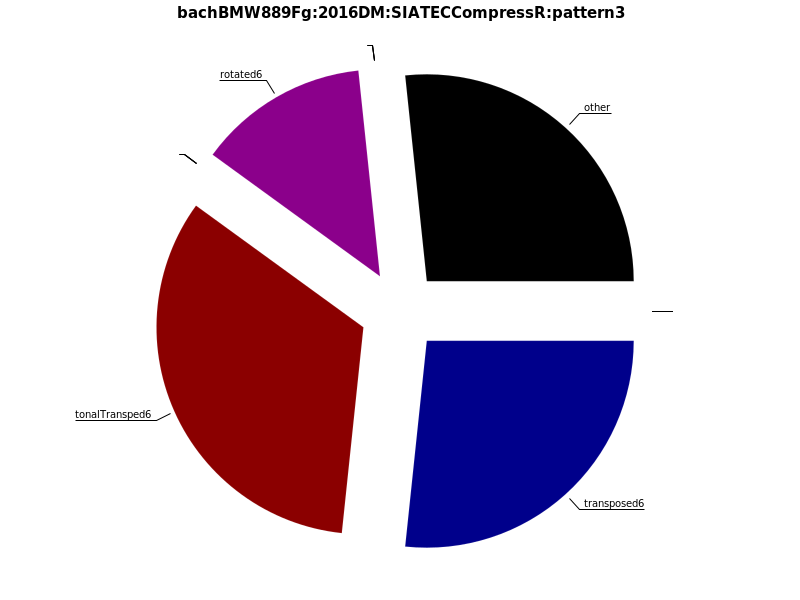 bachBMW889Fg:2016DM:SIATECCompressR:pattern3
rotated6
other
tonalTransped6
transposed6